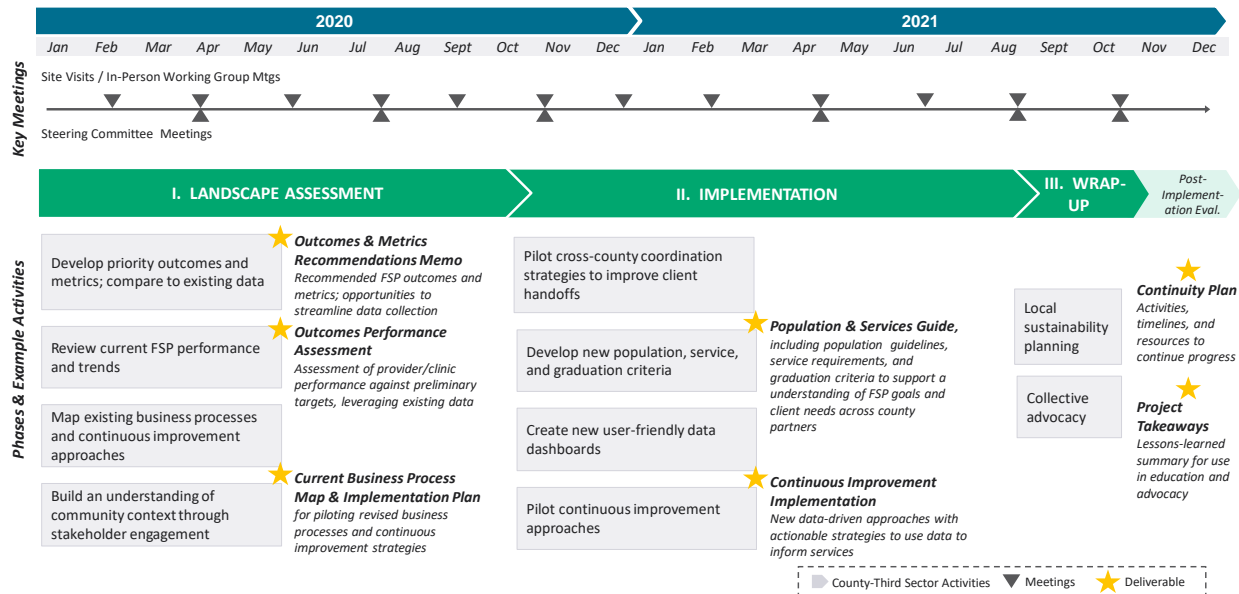 2020
2021
Jan Feb Mar Apr May Jun Jul Aug Sept Oct Nov Dec Jan Feb Mar Apr May Jun Jul Aug Sept Oct Nov Dec
Key Meetings
Site Visits / In-Person Working Group Mtgs
Steering Committee Meetings
I. LANDSCAPE ASSESSMENT
II. IMPLEMENTATION
III. WRAP-
UP
Post-
Implement-
ation Eval.
Phases & Example Activities
Develop priority outcomes and
metrics; compare to existing data
Outcomes & Metrics
Recommendations Memo
Recommended FSP outcomes and
metrics; opportunities to
streamline data collection
Review current FSP performance
and trends
Outcomes Performance
Assessment
Assessment of provider/clinic
performance against preliminary
targets, leveraging existing data
Map existing business processes
and continuous improvement
approaches
Build an understanding of
community context through
stakeholder engagement
Current Business Process
Map & Implementation Plan
for piloting revised business
processes and continuous
improvement strategies
Pilot cross-county coordination
strategies to improve client
handoffs
Develop new population, service,
and graduation criteria
Population & Services Guide,
including population guidelines,
service requirements, and
graduation criteria to support a
understanding of FSP goals and
client needs across county
partners
Create new user-friendly data
dashboards
Pilot continuous improvement
approaches
Continuous Improvement
Implementation
New data-driven approaches with
actionable strategies to use data to
inform services
Local
sustainability
planning
Collective
advocacy
Continuity Plan
Activities,
timelines, and
resources to
continue progress
Project
Takeaways
Lessons-learned
summary for use
in education and
advocacy
County-Third Sector Activities
Meetings
Deliverable